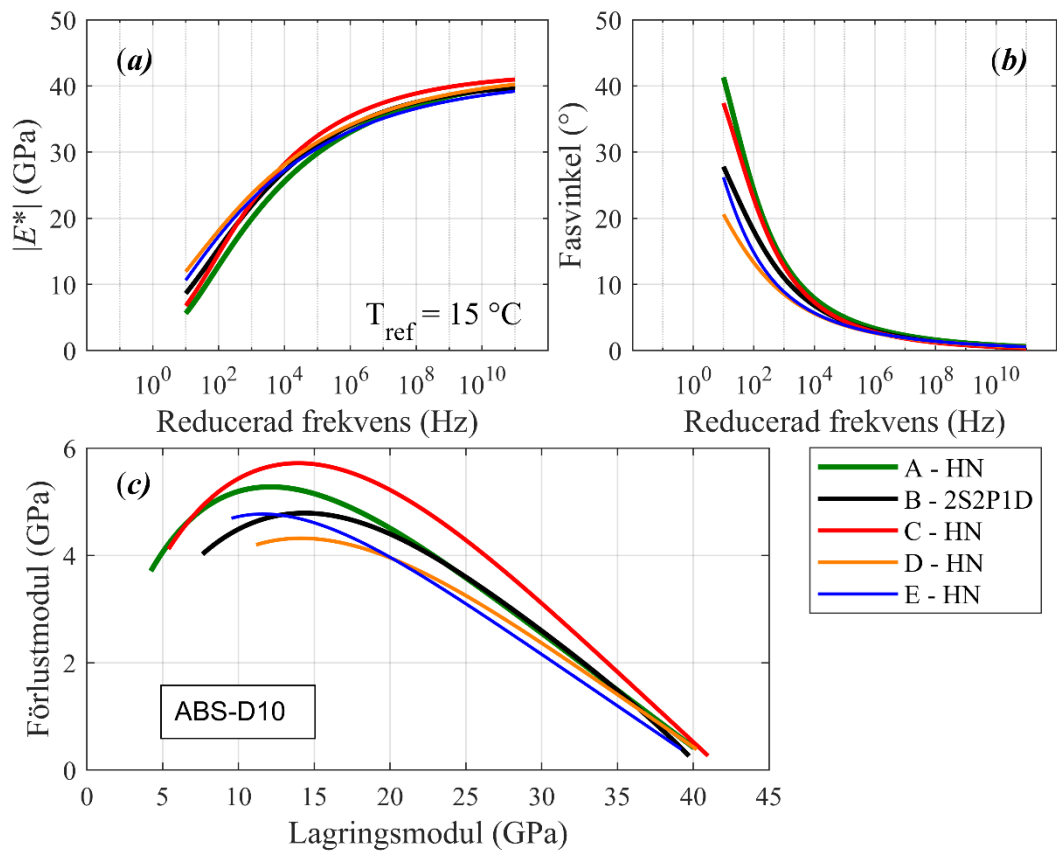 50
40
30
20
10
0
|E*| (GPa)
(a)
T_ref = 15 °C
10^0 10^2 10^4 10^6 10^8 10^10
Reducerad frekvens (Hz)
50
40
30
20
10
0
Fasvinkel (°)
(b)
10^0 10^2 10^4 10^6 10^8 10^10
Reducerad frekvens (Hz)
6
4
2
0
Förlustmodul (GPa)
(c)
ABS-D10
0 5 10 15 20 25 30 35 40 45
Lagringsmodul (GPa)
A - HN
B - 2S2P1D
C - HN
D - HN
E - HN